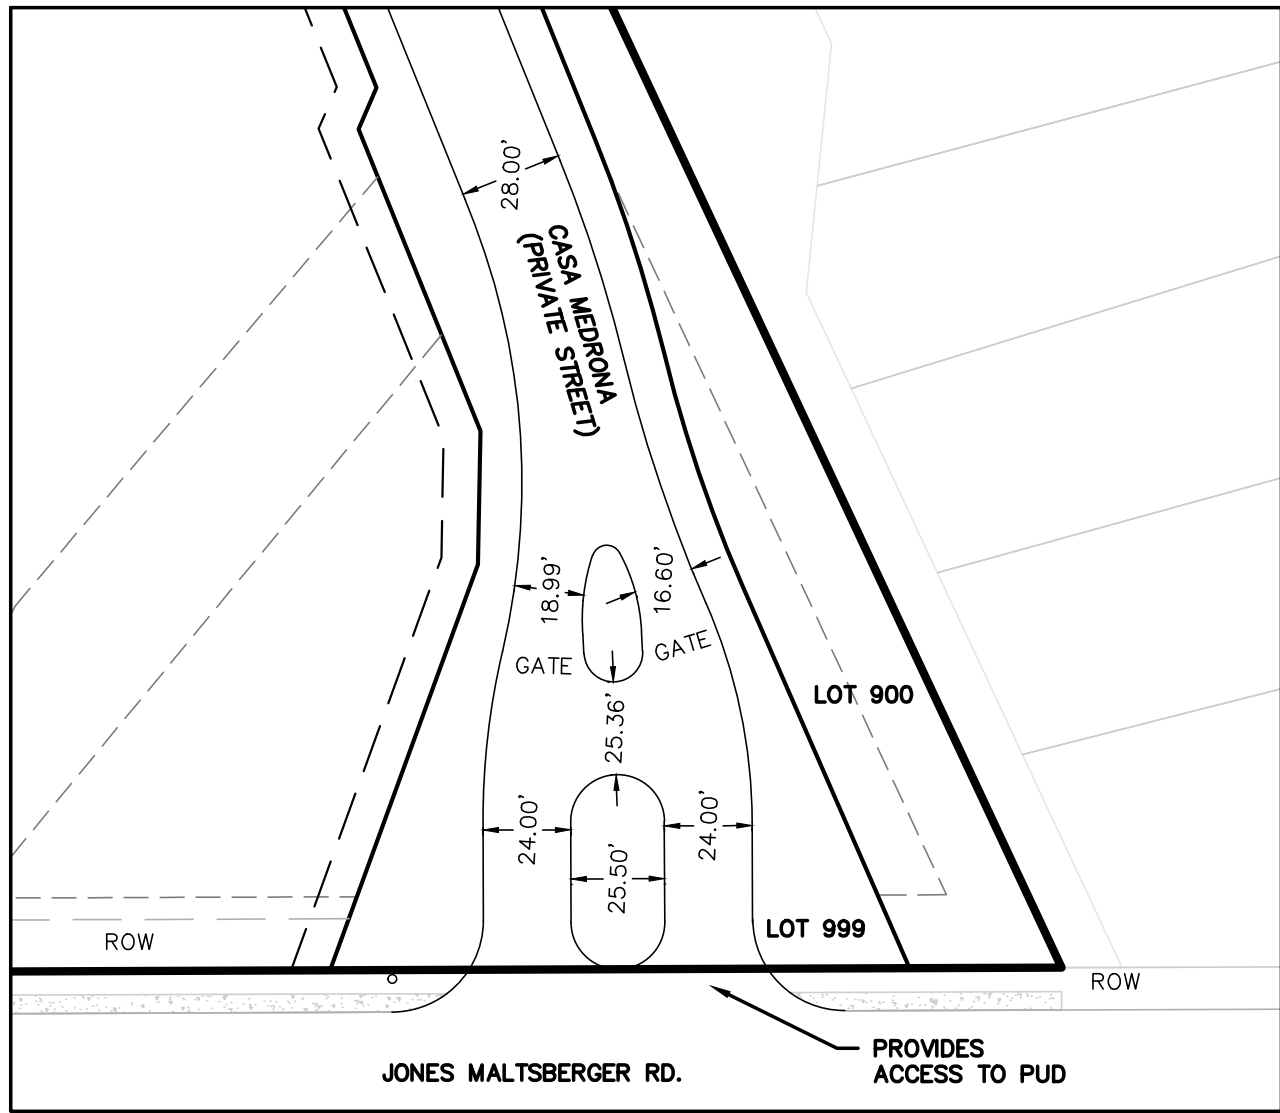 28.00'
CASA MEDRONA
(PRIVATE STREET)
18.99'
16.60'
GATE
GATE
LOT 900
25.36'
24.00'
24.00'
25.50'
LOT 999
ROW
ROW
PROVIDES
ACCESS TO PUD
JONES MALTSBERGER RD.